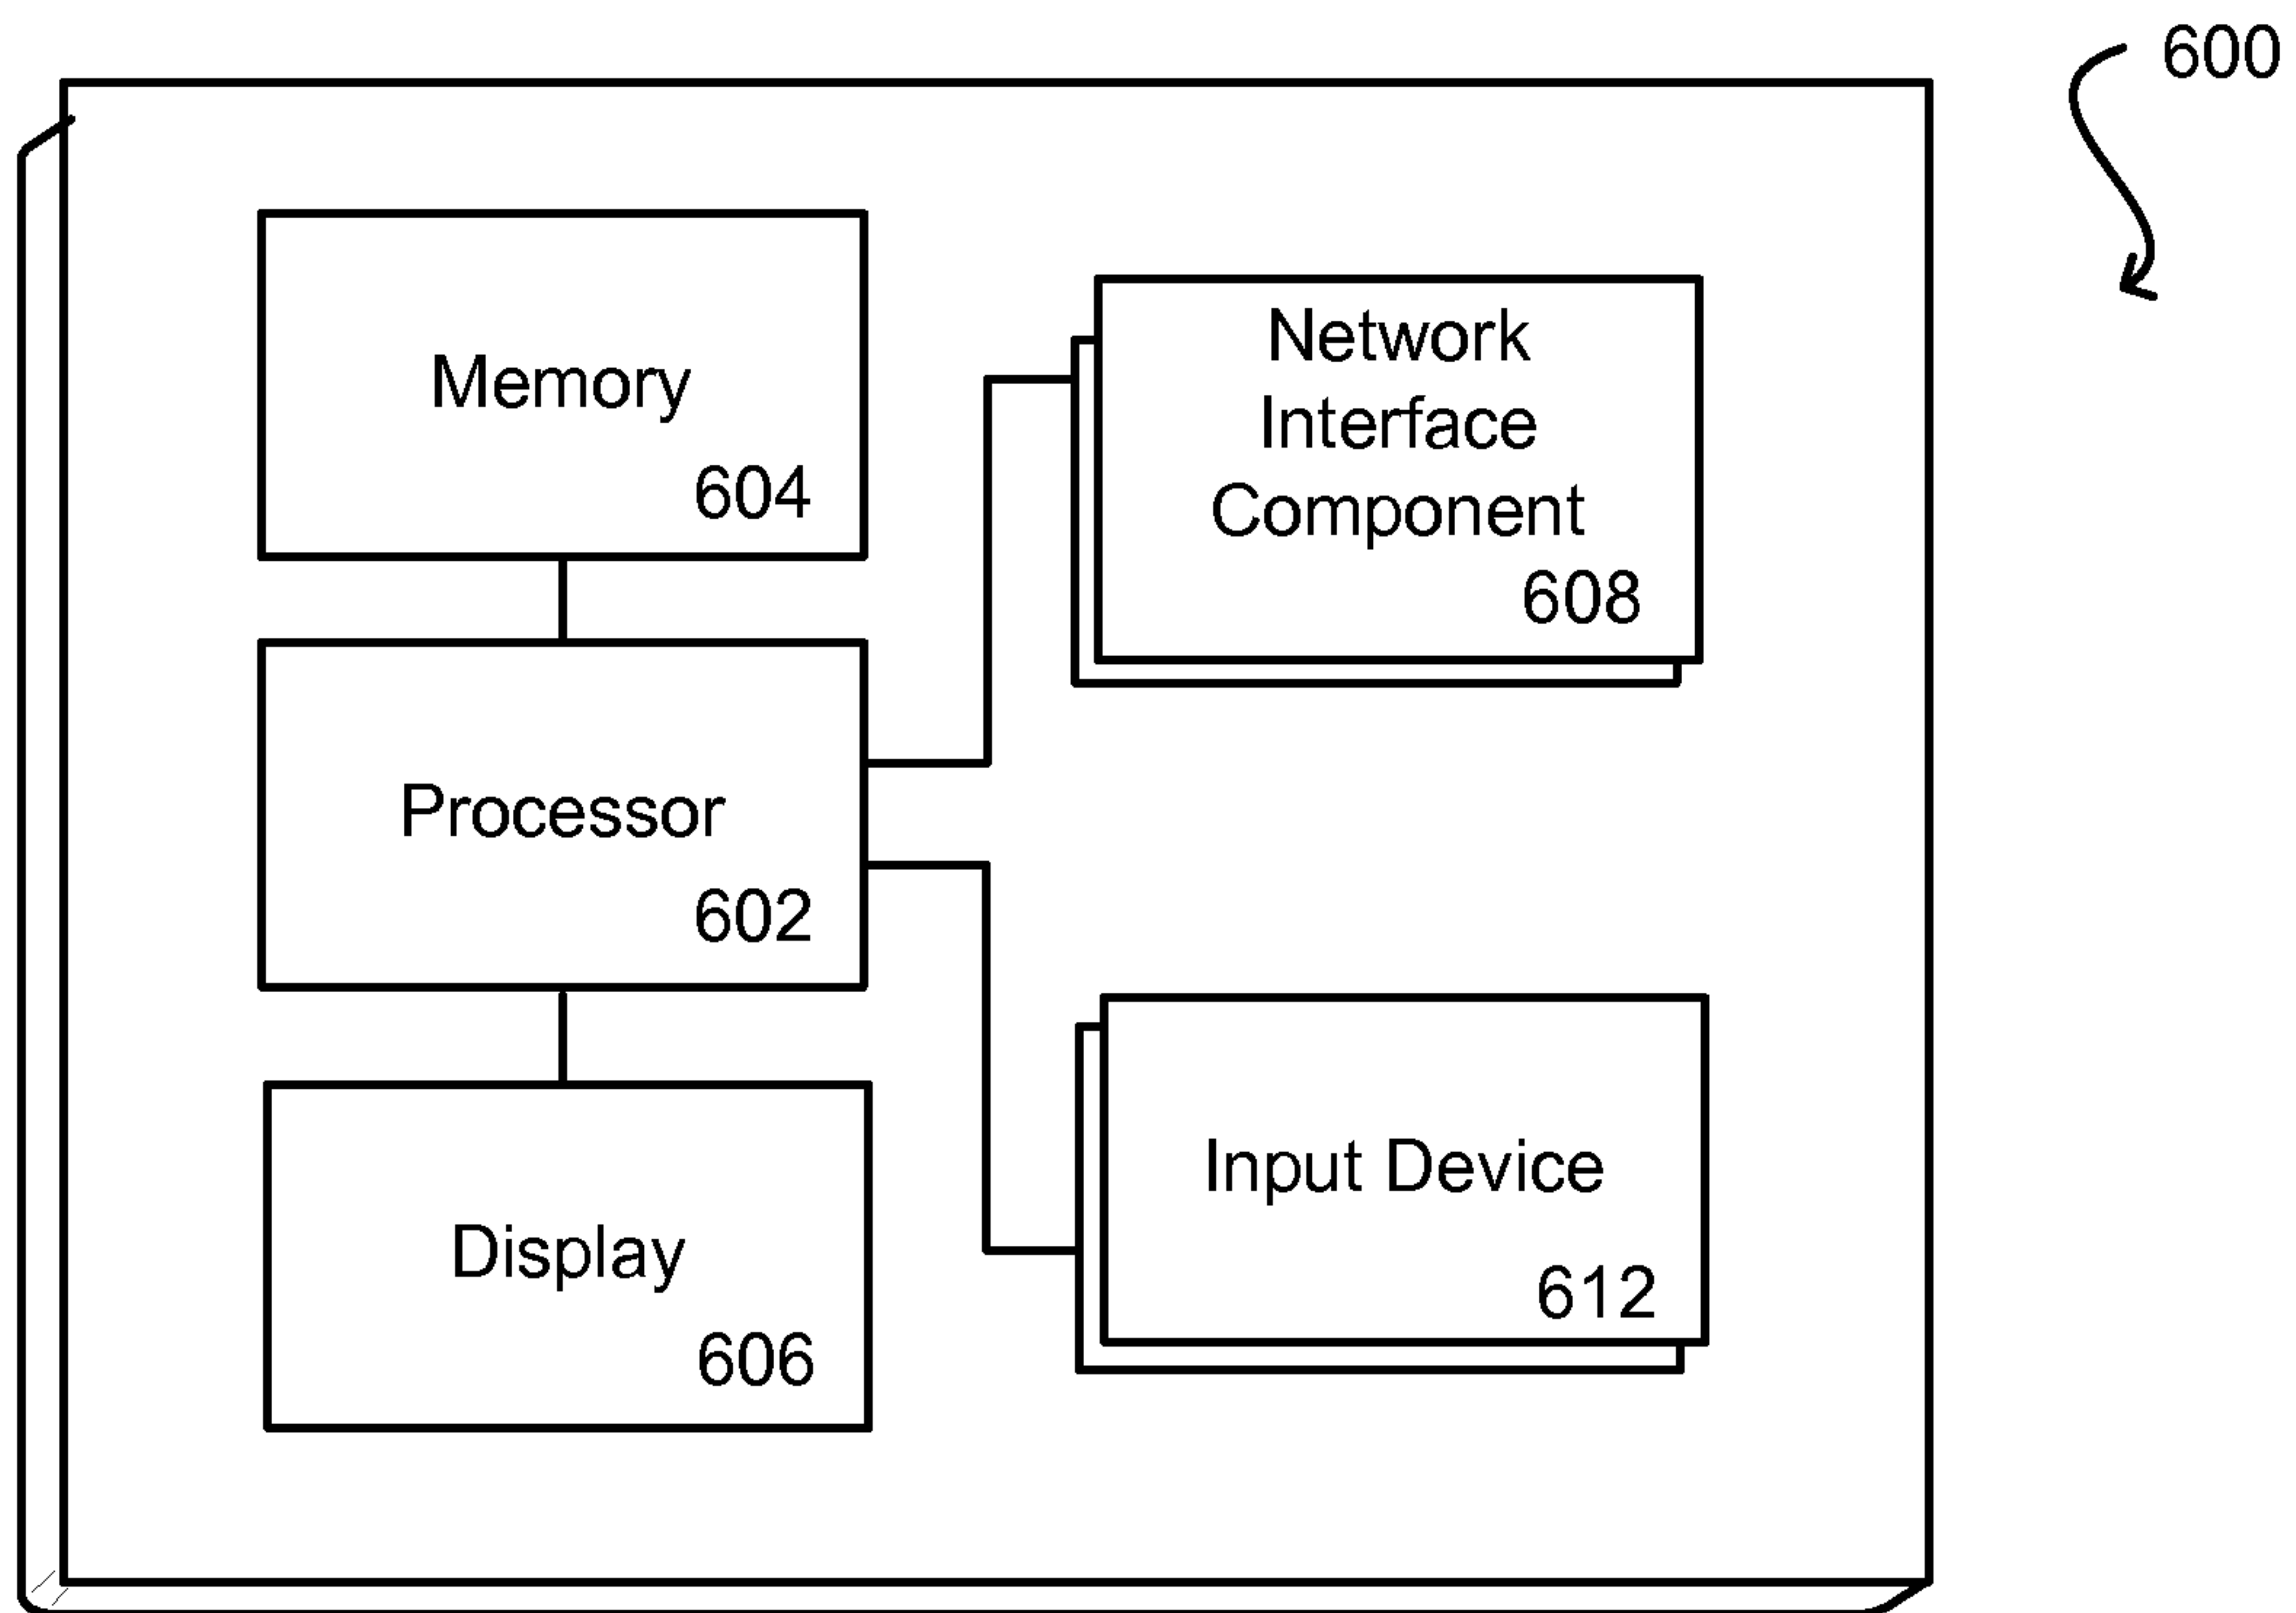 600
Memory
604
Network
Interface
Component
608
Processor
602
Input Device
612
Display
606